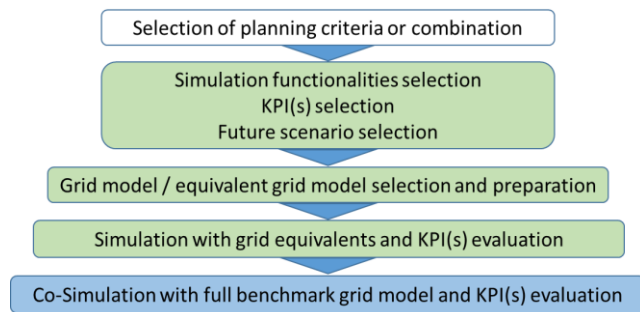 Selection of planning criteria or combination
Simulation functionalities selection
KPI(s) selection
Future scenario selection
Grid model / equivalent grid model selection and preparation
Simulation with grid equivalents and KPI(s) evaluation
Co-Simulation with full benchmark grid model and KPI(s) evaluation